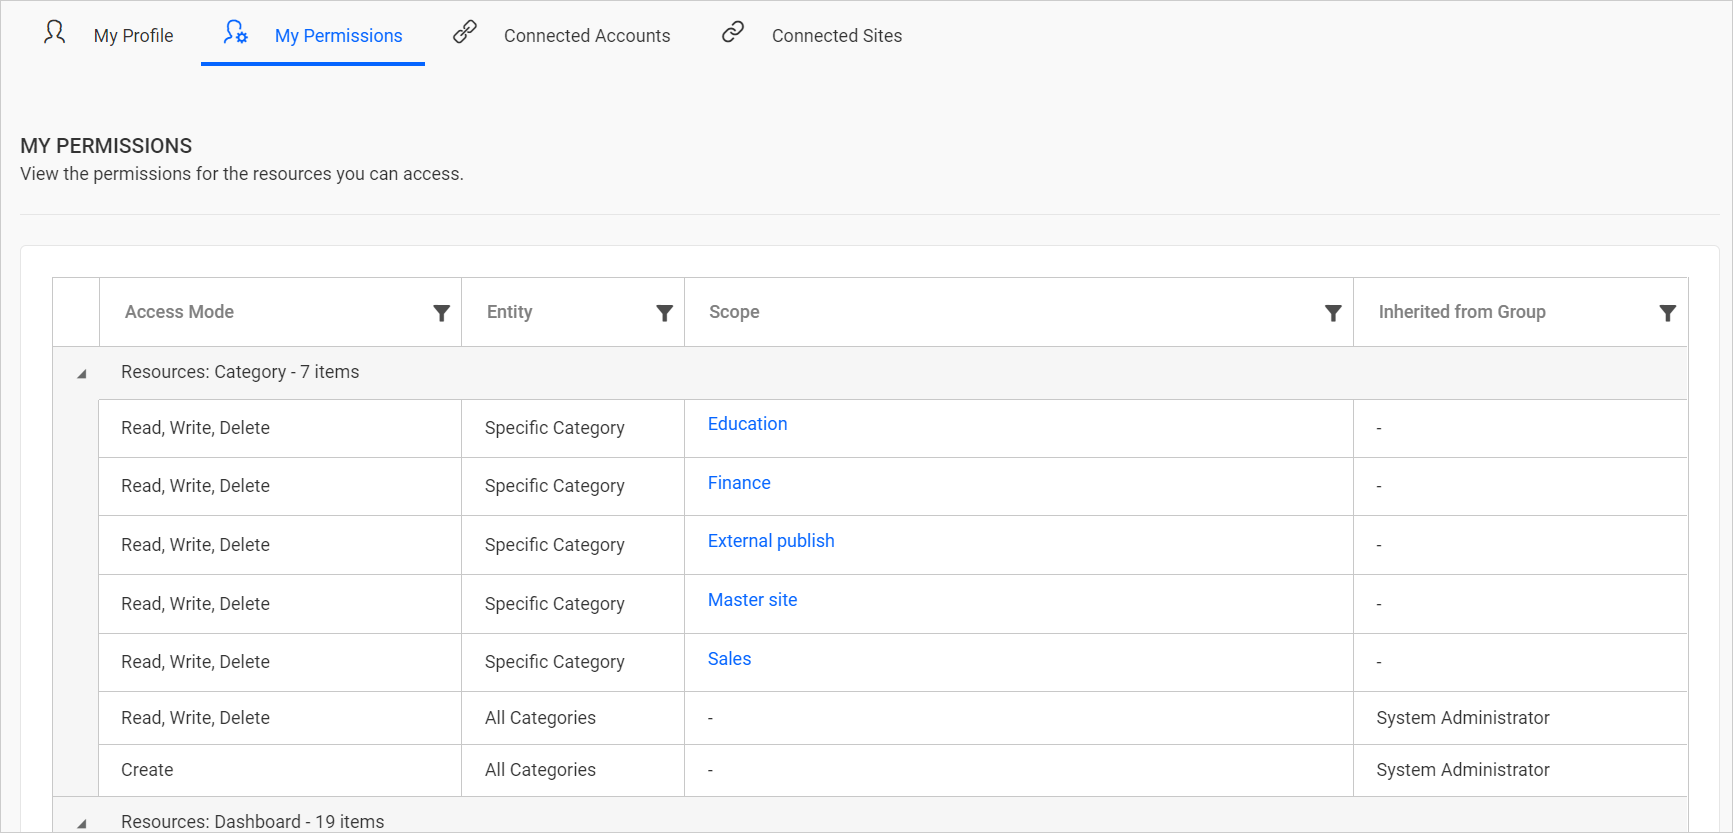 My Profile My Permissions Connected Accounts Connected Sites
MY PERMISSIONS
View the permissions for the resources you can access.
Access Mode Entity Scope Inherited from Group
Resources: Category - 7 items
Read, Write, Delete Specific Category Education -
Read, Write, Delete Specific Category Finance -
Read, Write, Delete Specific Category External publish -
Read, Write, Delete Specific Category Master site -
Read, Write, Delete Specific Category Sales -
Read, Write, Delete All Categories - System Administrator
Create All Categories - System Administrator
Resources: Dashboard - 19 items